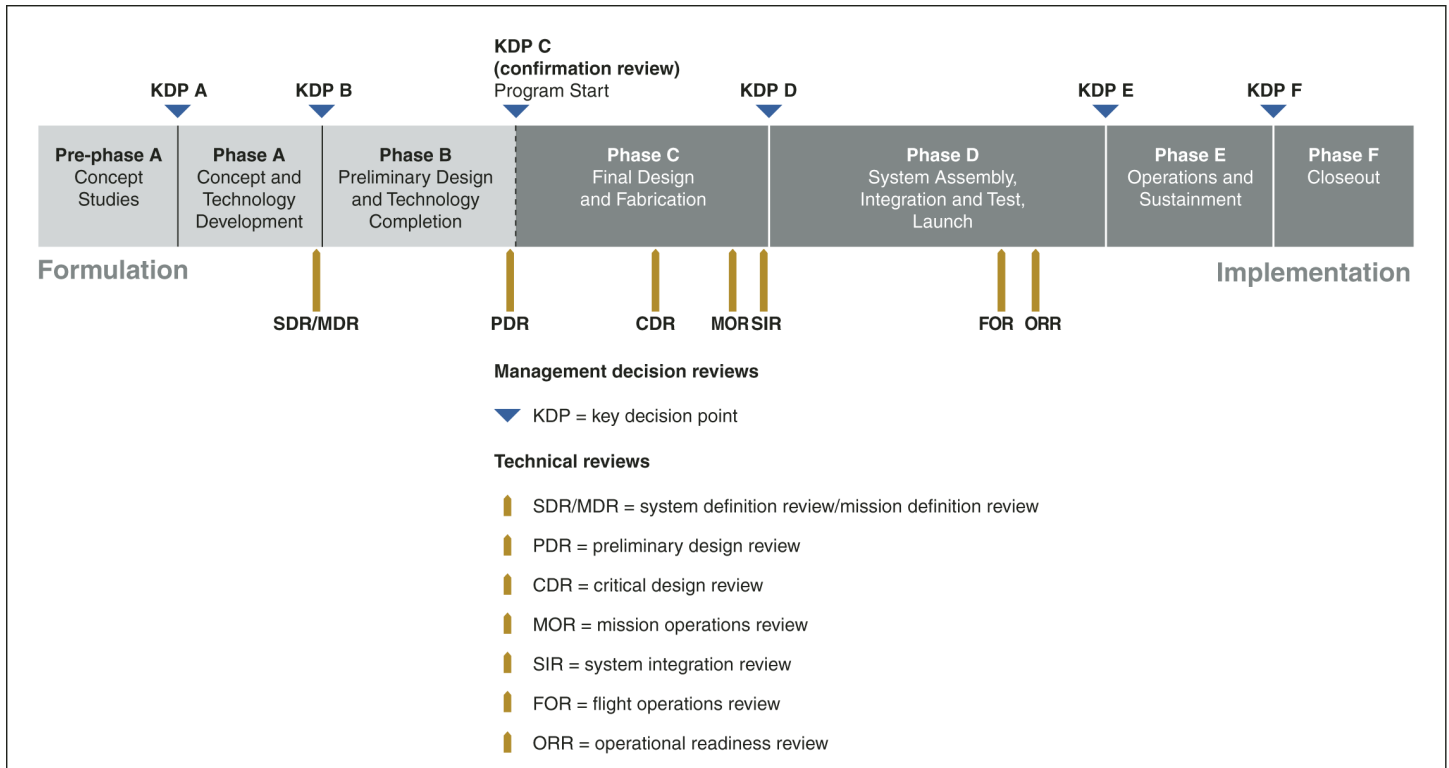 KDP C
(confirmation review)
KDP A KDP B Program Start KDP D KDP E KDP F
Pre-phase A
Concept
Studies
Phase A
Concept and
Technology
Development
Phase B
Preliminary Design
and Technology
Completion
Phase C
Final Design
and Fabrication
Phase D
System Assembly,
Integration and Test,
Launch
Phase E
Operations and
Sustainment
Phase F
Closeout
Formulation
Implementation
SDR/MDR PDR CDR MOR SIR FOR ORR
Management decision reviews
KDP = key decision point
Technical reviews
SDR/MDR = system definition review/mission definition review
PDR = preliminary design review
CDR = critical design review
MOR = mission operations review
SIR = system integration review
FOR = flight operations review
ORR = operational readiness review